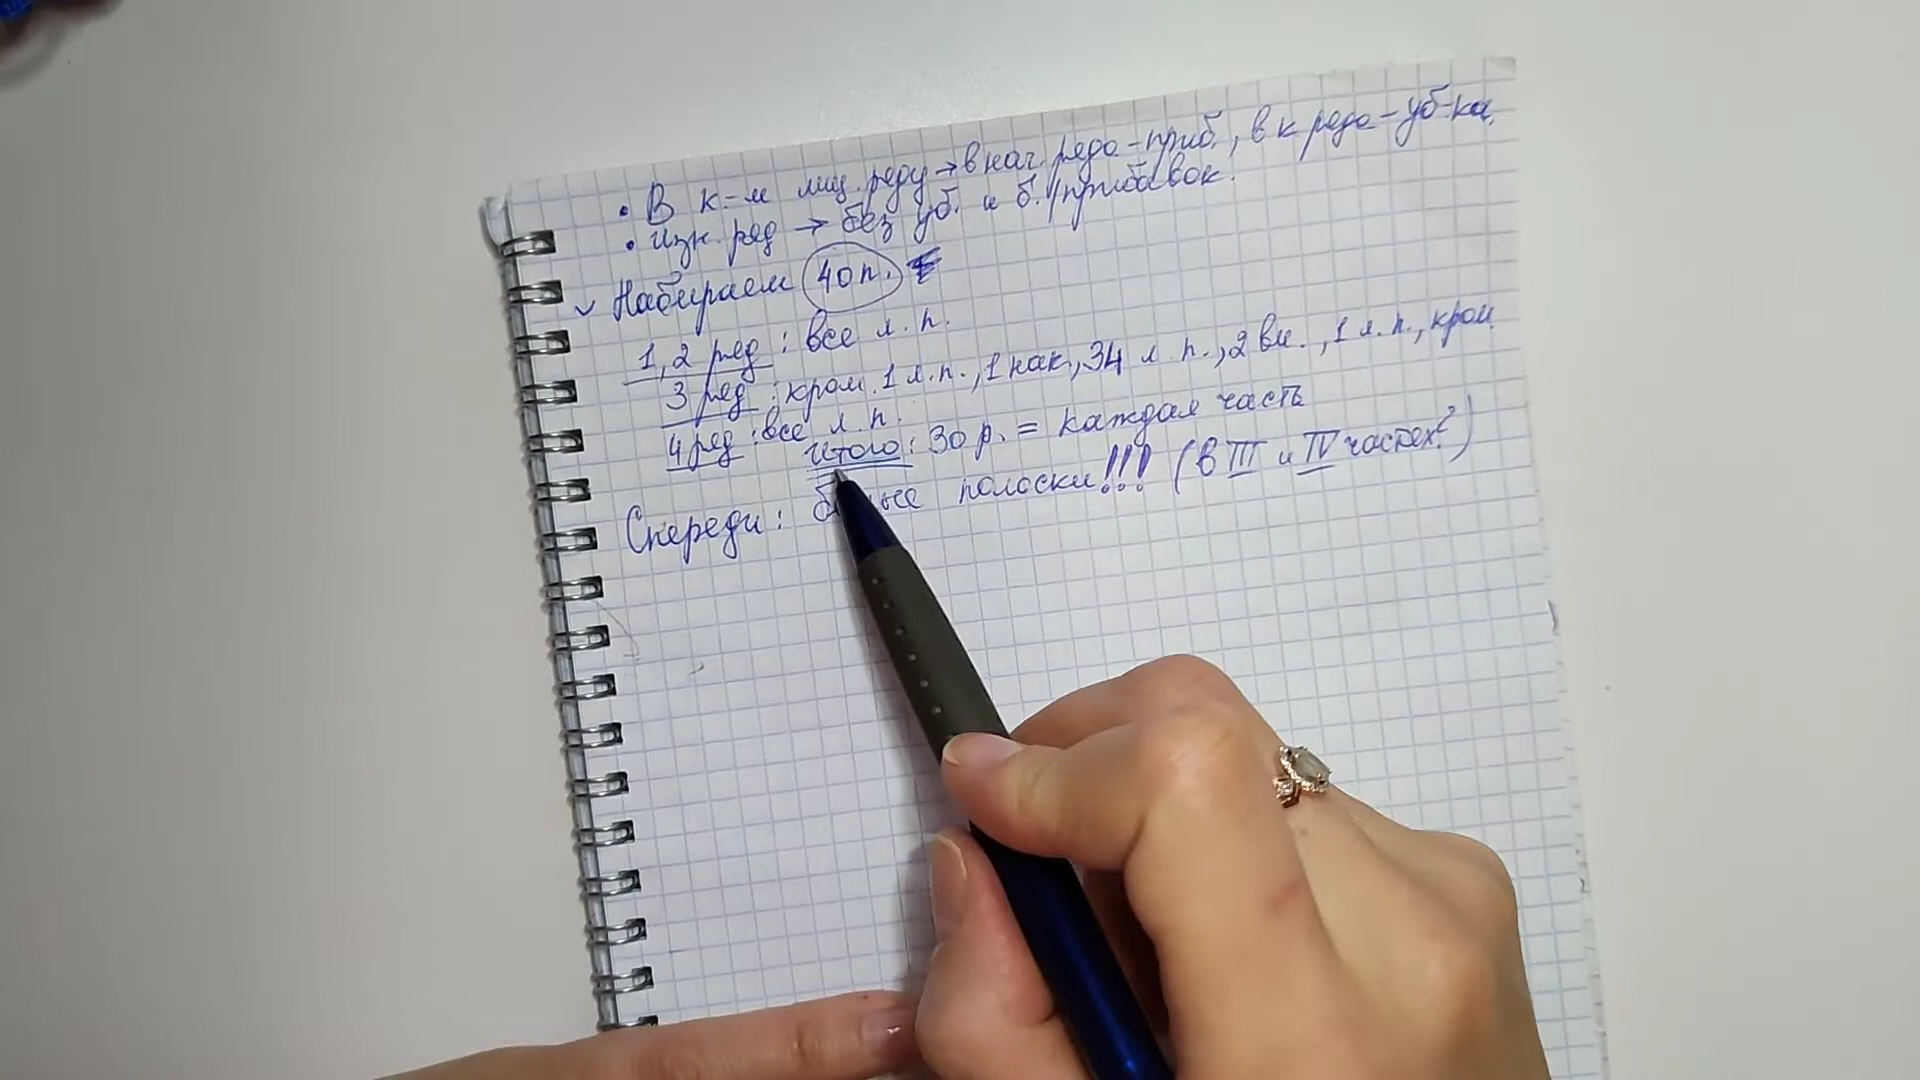 • В к-м лиц. ряду → в нач. ряда - приб., в к ряда - уб-ка.
• изн. ряд → без уб. и б./прибавок.
✓ Набираем 40 п.
1, 2 ряд: все л. п.
3 ряд: кром. 1 л. п., 1 нак, 34 л. п., 2 вм., 1 л. п., кром.
4 ряд: все л. п.
Итого: 30 р. = каждая часть
Спереди: полоски!!! (в III и IV частях?)